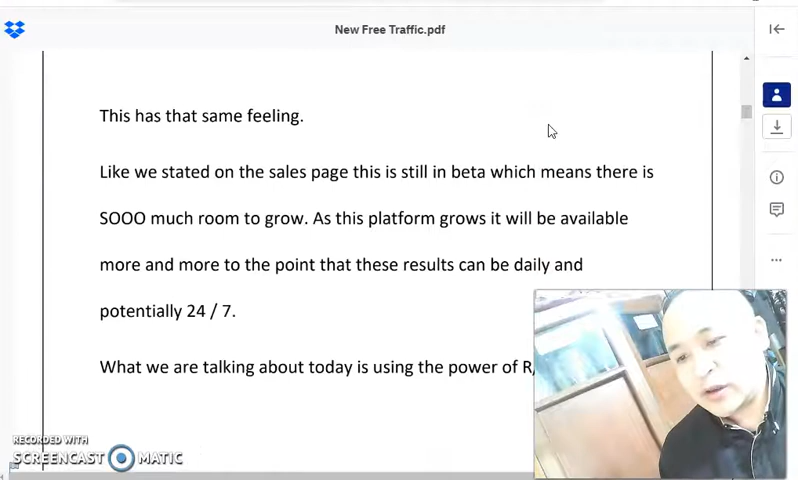 New Free Traffic.pdf
This has that same feeling.
Like we stated on the sales page this is still in beta which means there is
SOOO much room to grow. As this platform grows it will be available
more and more to the point that these results can be daily and
potentially 24 / 7.
What we are talking about today is using the power of R/
RECORDED WITH
SCREENCAST MATIC